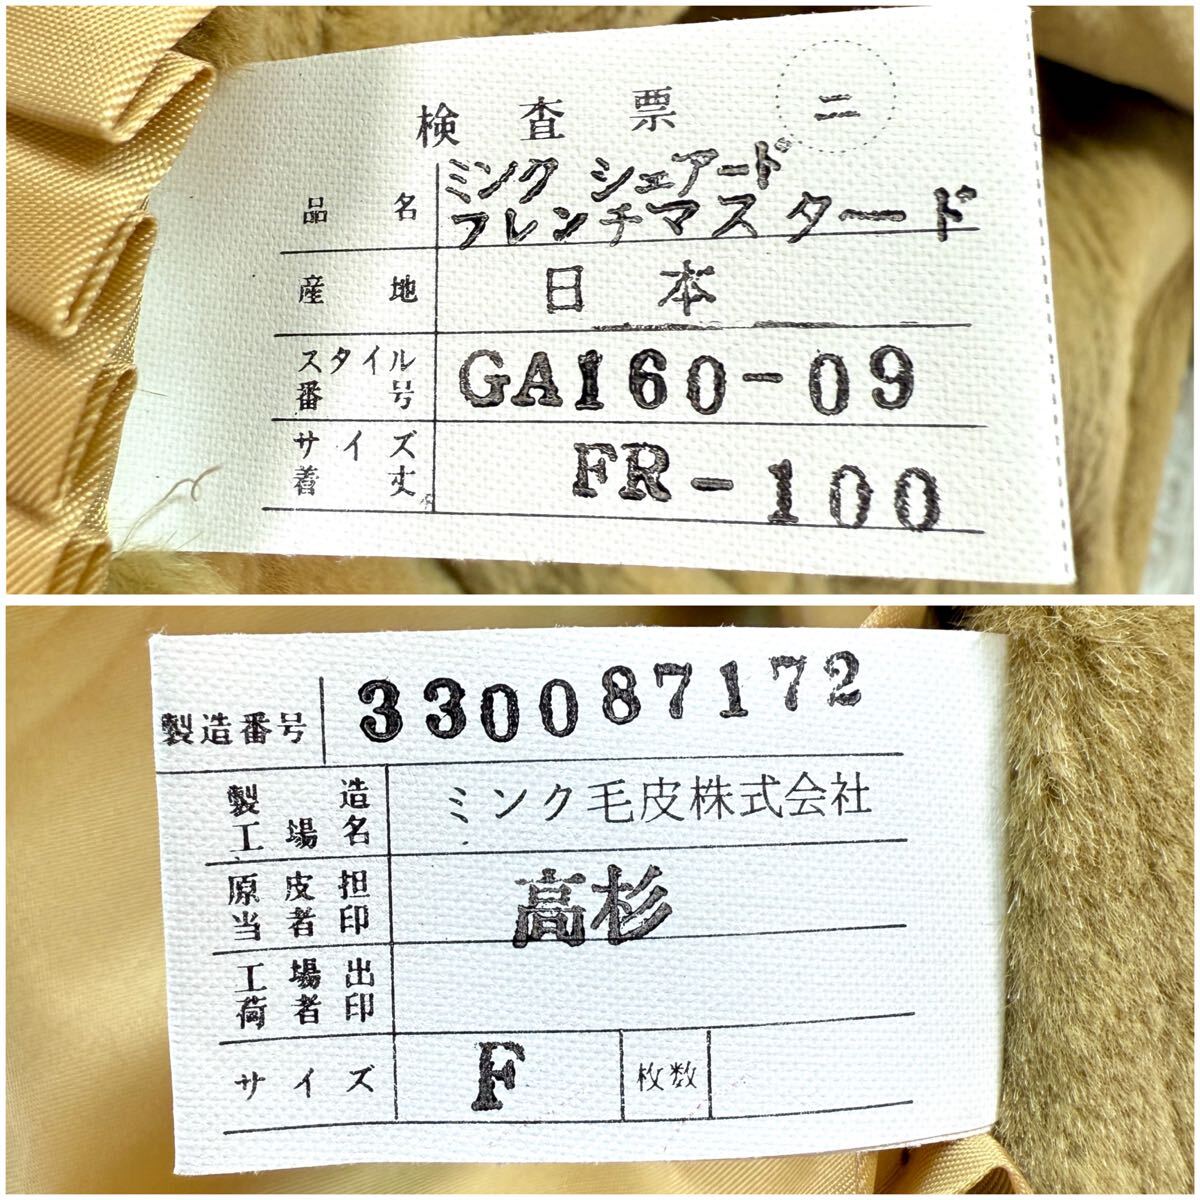 検査票 ニ
品名 ミンク シェアード
フレンチマスタード
産地 日本
スタイル
番号 GA160-09
サイズ
着丈 FR-100
製造番号 330087172
製造
工場名 ミンク毛皮株式会社
原皮担
当者印 高杉
工場出
荷者印
サイズ F 枚数